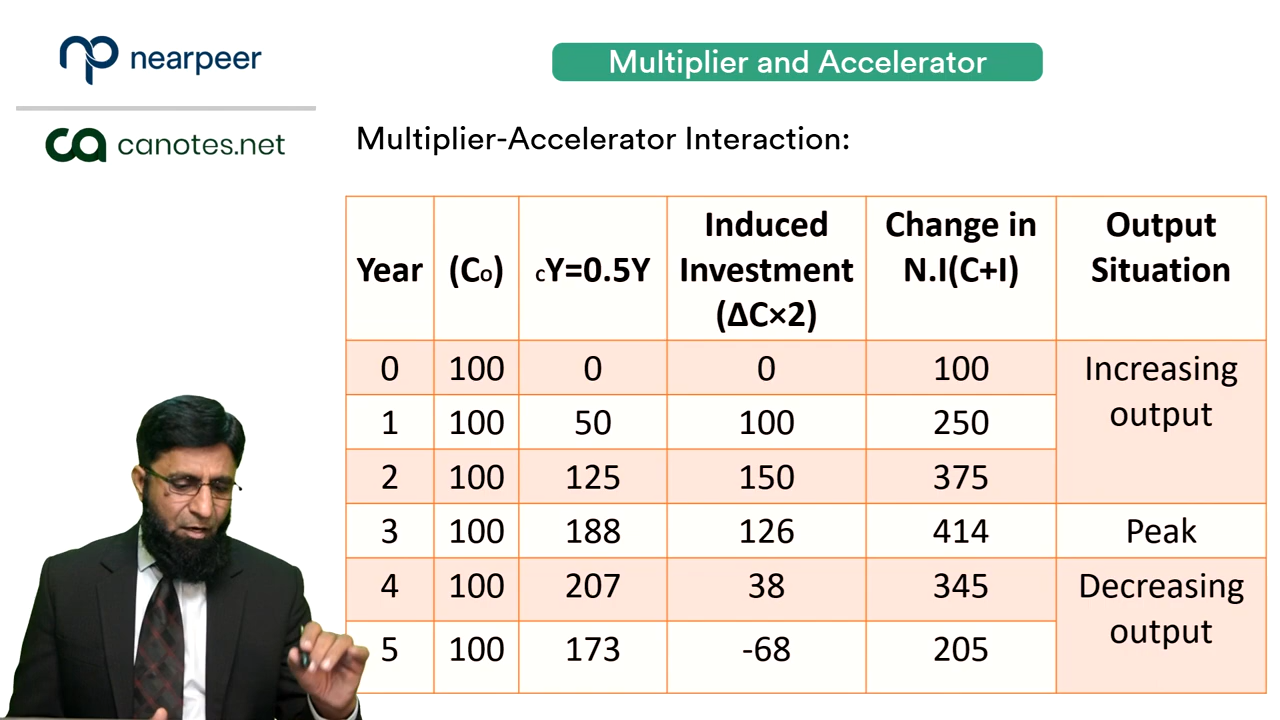 nearpeer
Multiplier and Accelerator
canotes.net
Multiplier-Accelerator Interaction:
Year (C₀) cY=0.5Y Induced Investment (ΔC×2) Change in N.I(C+I) Output Situation
0 100 0 0 100 Increasing output
1 100 50 100 250
2 100 125 150 375
3 100 188 126 414 Peak
4 100 207 38 345 Decreasing output
5 100 173 -68 205